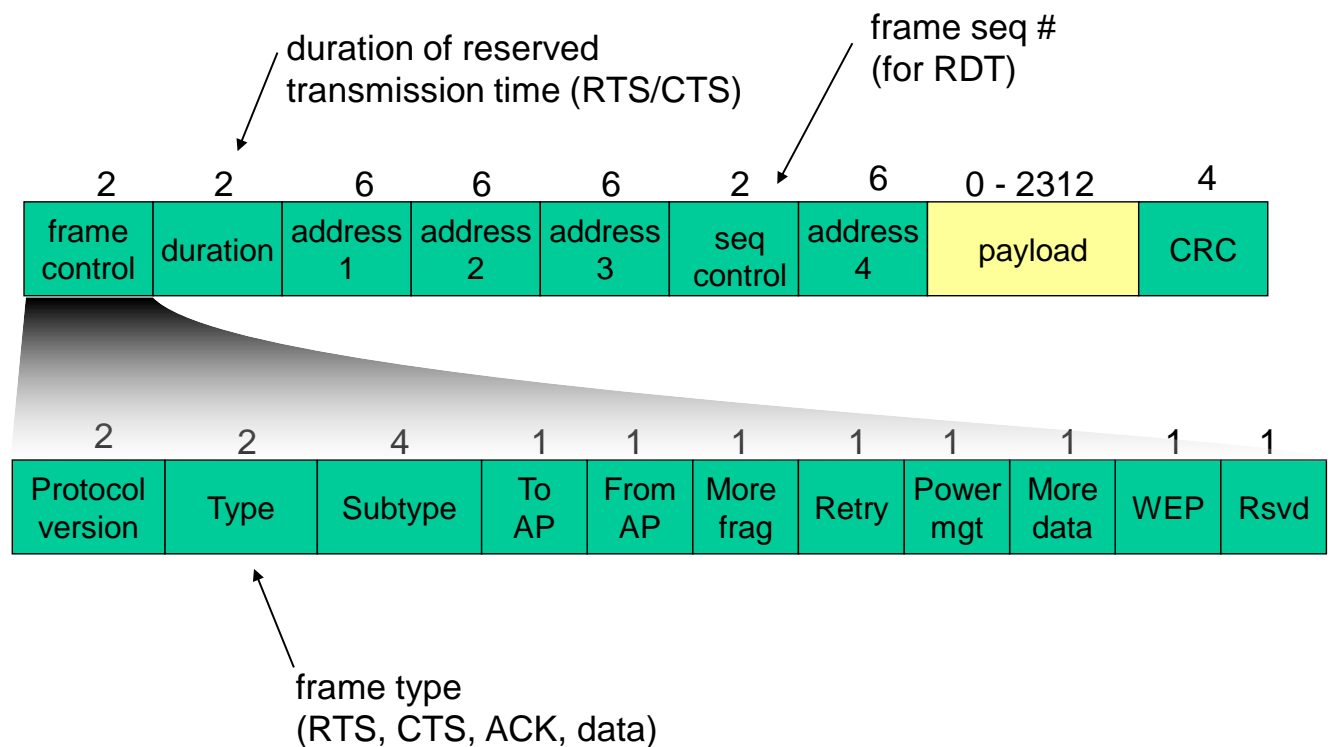 duration of reserved
transmission time (RTS/CTS)
frame seq #
(for RDT)
2 2 6 6 6 2 6 0 - 2312 4
frame
control
duration
address
1
address
2
address
3
seq
control
address
4
payload
CRC
2 2 4 1 1 1 1 1 1 1 1
Protocol
version
Type
Subtype
To
AP
From
AP
More
frag
Retry
Power
mgt
More
data
WEP
Rsvd
frame type
(RTS, CTS, ACK, data)